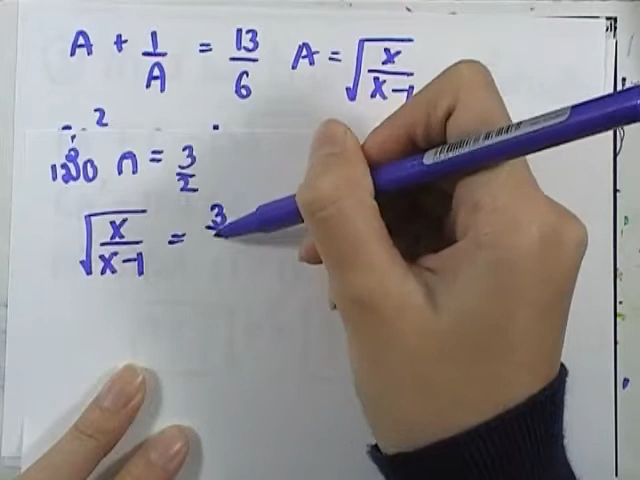 A + 1/A = 13/6 A = √(x/(x-1))
เมื่อ A = 3/2
√(x/(x-1)) = 3